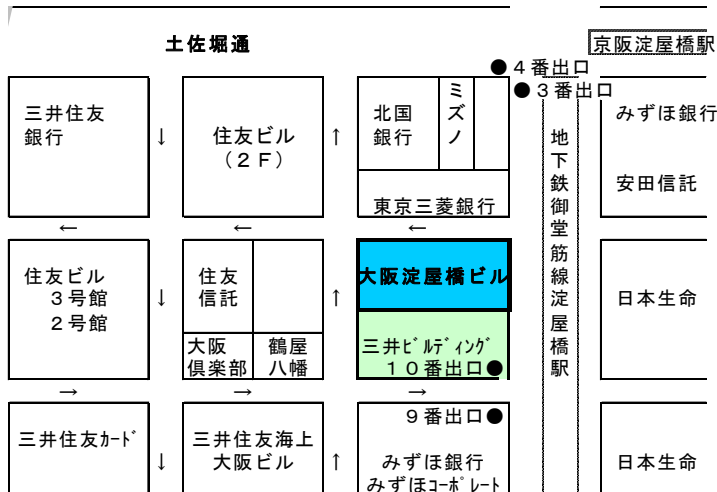 土佐堀通
京阪淀屋橋駅
●４番出口
●３番出口
三井住友
銀行
↓
住友ビル
（２Ｆ）
↑
北国
銀行
ミズノ
東京三菱銀行
地下鉄御堂筋線淀屋橋駅
みずほ銀行
安田信託
←
←
←
住友ビル
３号館
２号館
↓
住友
信託
大阪
倶楽部
鶴屋
八幡
↑
大阪淀屋橋ビル
三井ﾋﾞﾙﾃﾞｨﾝｸﾞ
１０番出口●
日本生命
→
→
→
三井住友ｶｰﾄﾞ
↓
三井住友海上
大阪ビル
↑
９番出口●
みずほ銀行
みずほｺｰﾎﾟﾚｰﾄ
日本生命